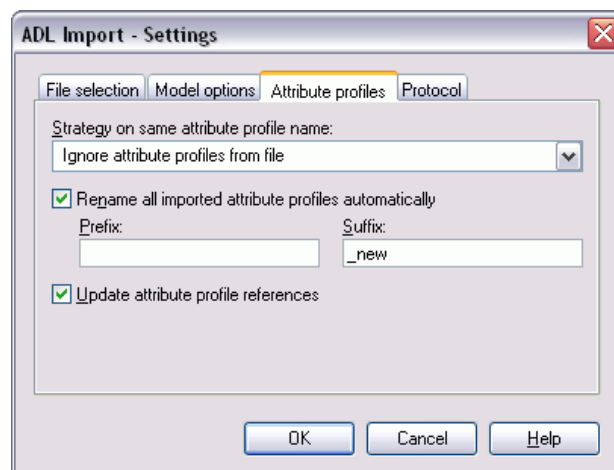 ADL Import - Settings
File selection Model options Attribute profiles Protocol
Strategy on same attribute profile name:
Ignore attribute profiles from file
Rename all imported attribute profiles automatically
Prefix: Suffix:
_new
Update attribute profile references
OK Cancel Help